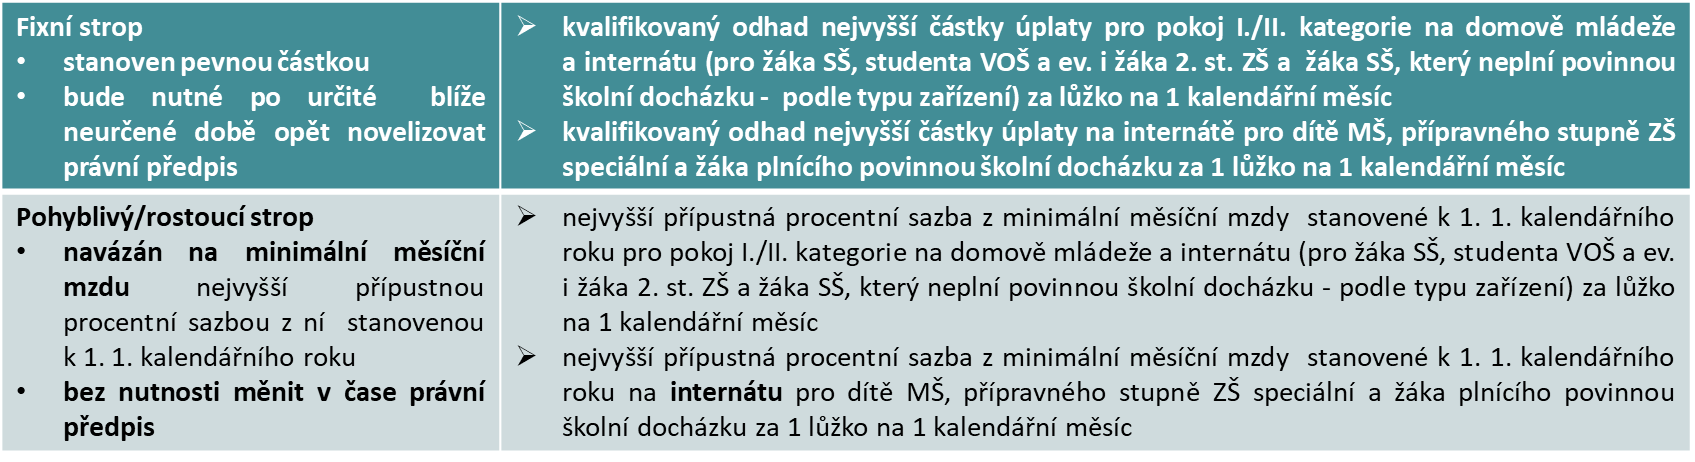 Fixní strop
• stanoven pevnou částkou
• bude nutné po určité blíže
neurčené době opět novelizovat
právní předpis
➢ kvalifikovaný odhad nejvyšší částky úplaty pro pokoj I./II. kategorie na domově mládeže
a internátu (pro žáka SŠ, studenta VOŠ a ev. i žáka 2. st. ZŠ a žáka SŠ, který neplní povinnou
školní docházku - podle typu zařízení) za lůžko na 1 kalendářní měsíc
➢ kvalifikovaný odhad nejvyšší částky úplaty na internátě pro dítě MŠ, přípravného stupně ZŠ
speciální a žáka plnícího povinnou školní docházku za 1 lůžko na 1 kalendářní měsíc
Pohyblivý/rostoucí strop
• navázán na minimální měsíční
mzdu nejvyšší přípustnou
procentní sazbou z ní stanovenou
k 1. 1. kalendářního roku
• bez nutnosti měnit v čase právní
předpis
➢ nejvyšší přípustná procentní sazba z minimální měsíční mzdy stanovené k 1. 1. kalendářního
roku pro pokoj I./II. kategorie na domově mládeže a internátu (pro žáka SŠ, studenta VOŠ a ev.
i žáka 2. st. ZŠ a žáka SŠ, který neplní povinnou školní docházku - podle typu zařízení) za lůžko
na 1 kalendářní měsíc
➢ nejvyšší přípustná procentní sazba z minimální měsíční mzdy stanovené k 1. 1. kalendářního
roku na internátu pro dítě MŠ, přípravného stupně ZŠ speciální a žáka plnícího povinnou
školní docházku za 1 lůžko na 1 kalendářní měsíc